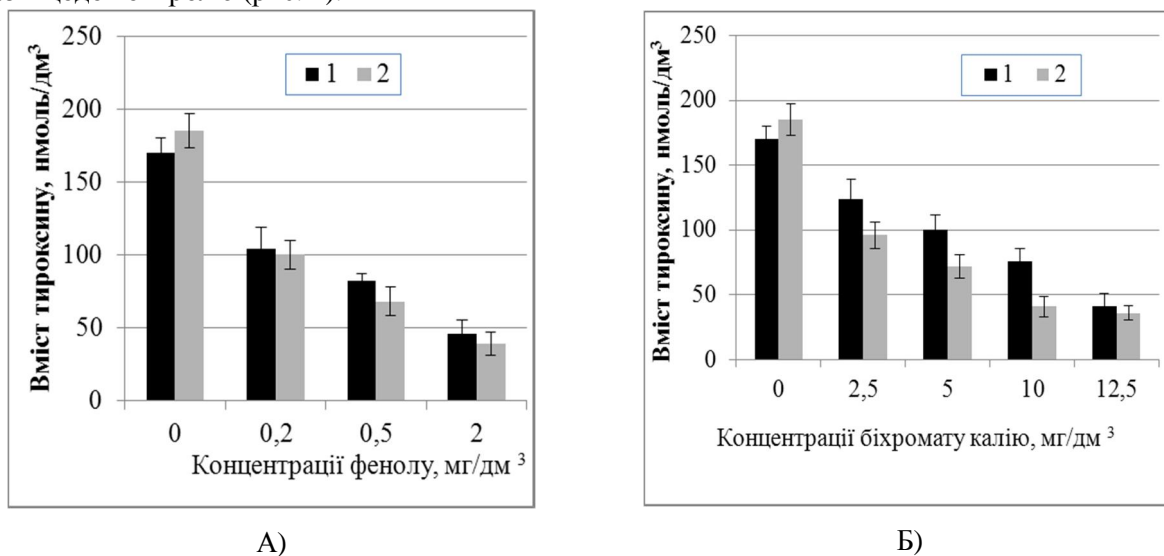 250
200
150
100
50
0
Вміст тироксину, нмоль/дм³
1 2
0 0,2 0,5 2
Концентрації фенолу, мг/дм ³
А)
250
200
150
100
50
0
Вміст тироксину, нмоль/дм³
1 2
0 2,5 5 10 12,5
Концентрації біхромату калію, мг/дм ³
Б)